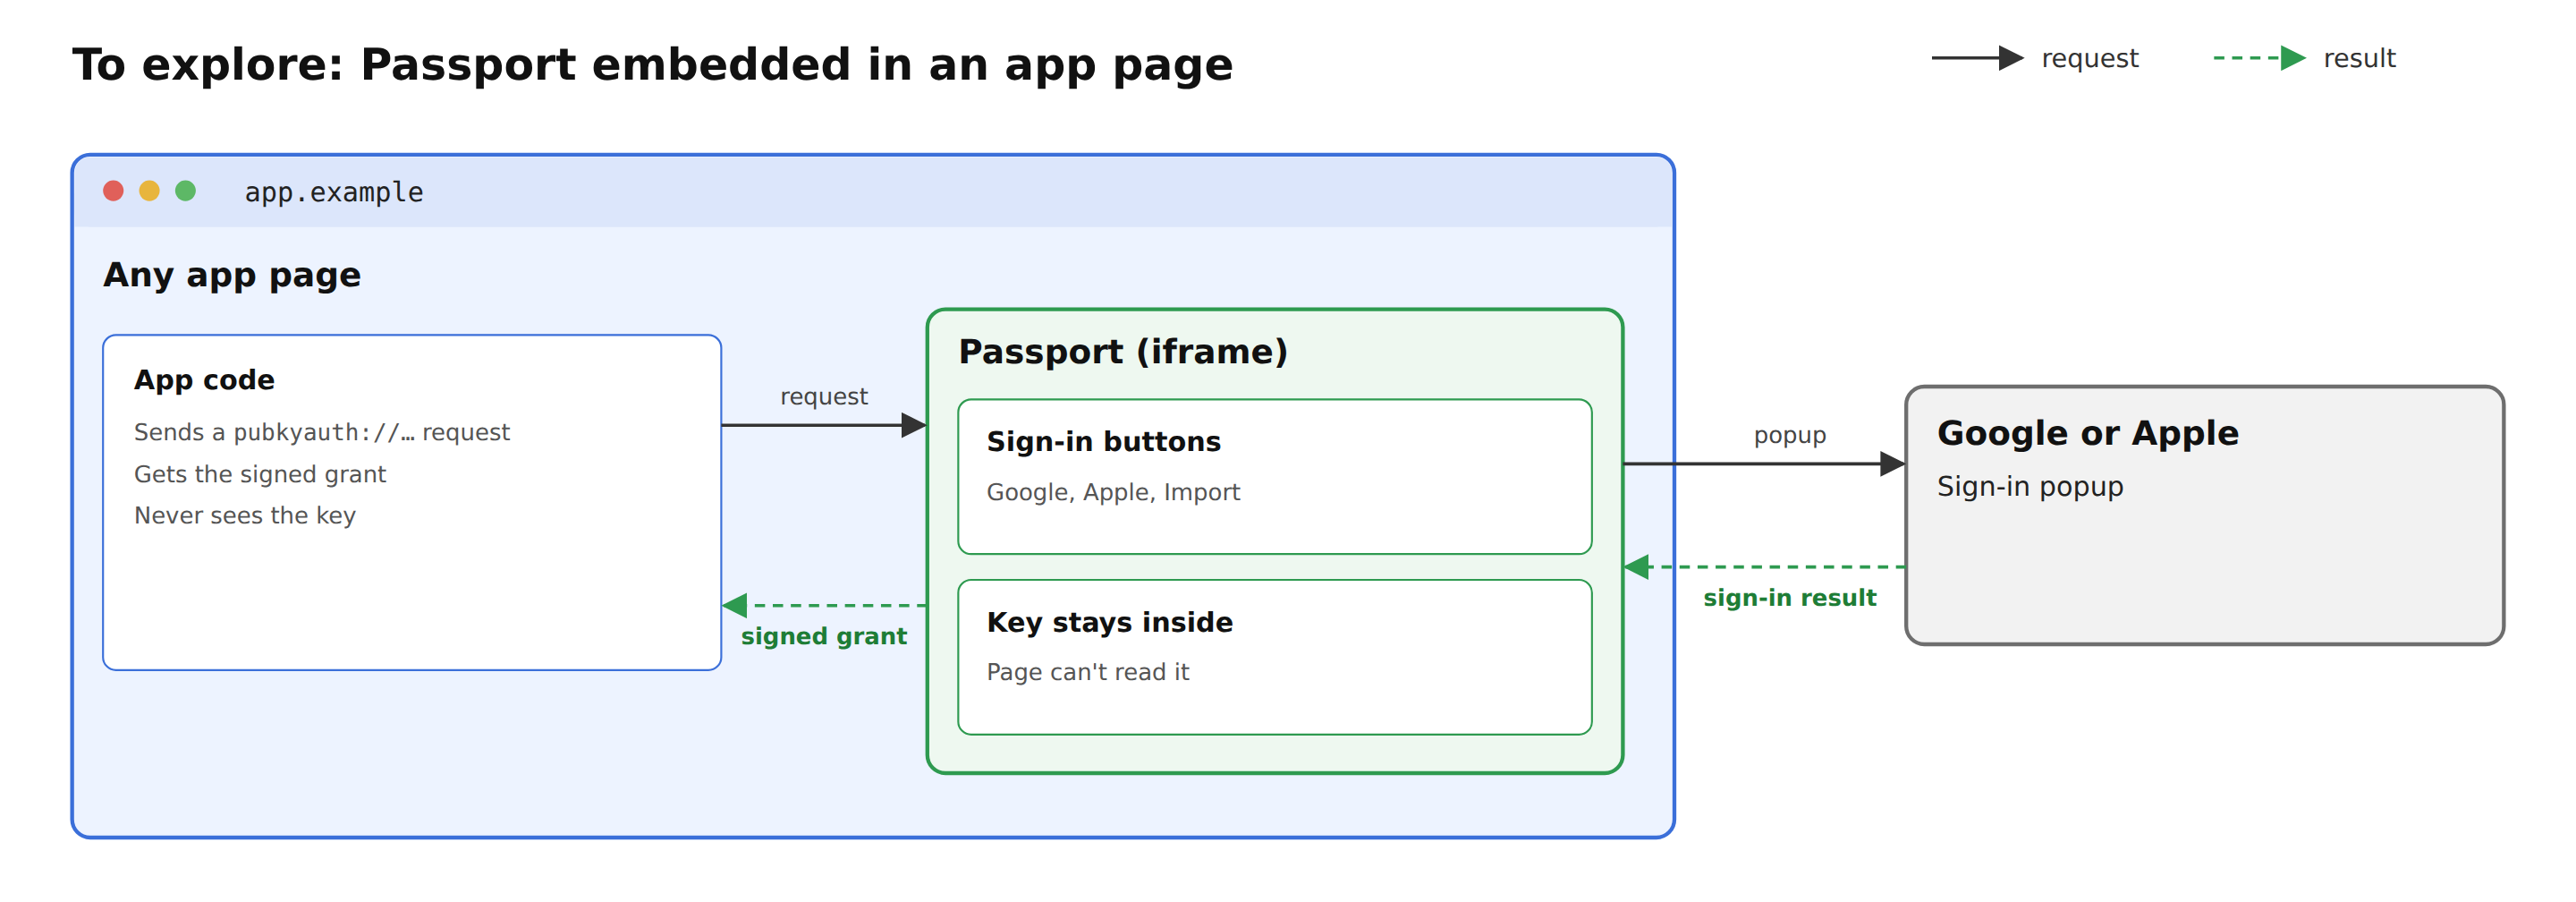 To explore: Passport embedded in an app page
request
result
app.example
Any app page
App code
Sends a pubkyauth://… request
Gets the signed grant
Never sees the key
request
signed grant
Passport (iframe)
Sign-in buttons
Google, Apple, Import
Key stays inside
Page can't read it
popup
sign-in result
Google or Apple
Sign-in popup